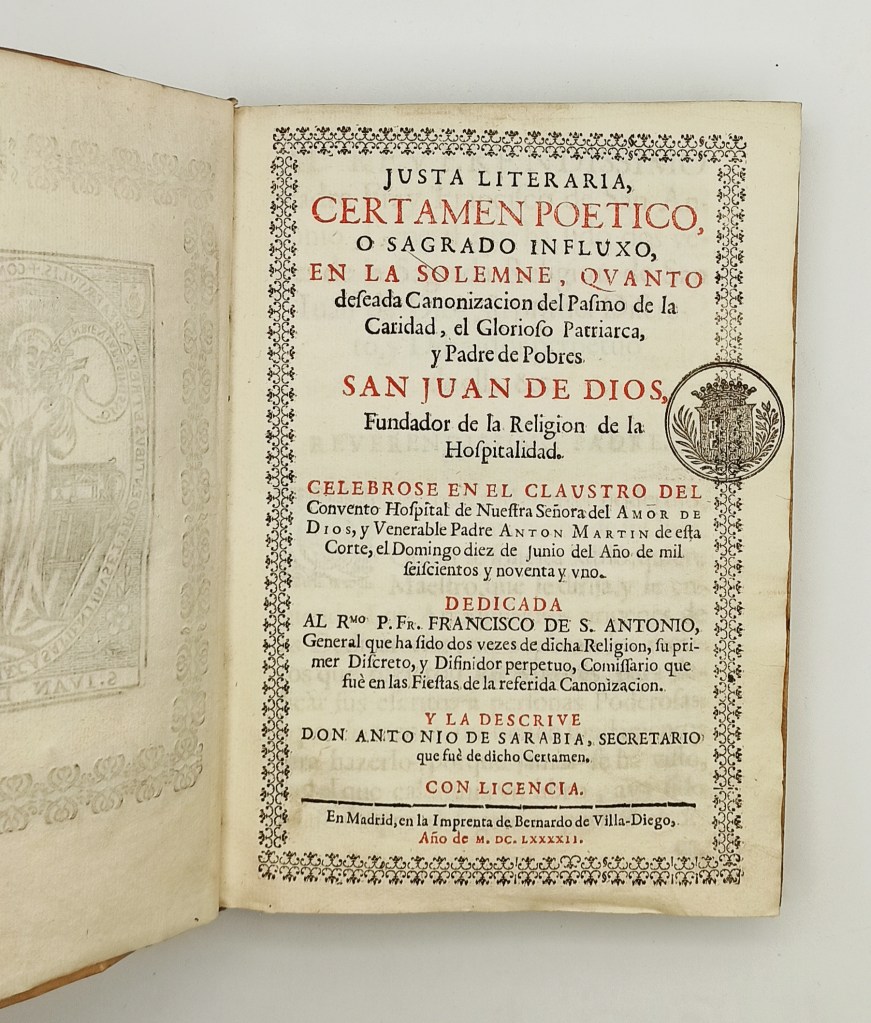 JUSTA LITERARIA,
CERTAMEN POETICO,
O SAGRADO INFLUXO,
EN LA SOLEMNE, QVANTO
deſeada Canonizacion del Paſmo de la
Caridad, el Glorioſo Patriarca,
y Padre de Pobres
SAN JUAN DE DIOS,
Fundador de la Religion de la
Hoſpitalidad.
CELEBROSE EN EL CLAUSTRO DEL
Convento Hoſpital de Nueſtra Señora del AMOR DE
DIOS, y Venerable Padre ANTON MARTIN de eſta
Corte, el Domingo diez de Junio del Año de mil
ſeiſcientos y noventa y vno.
DEDICADA
AL Rᴹᴼ P. Fr. FRANCISCO DE S. ANTONIO,
General que ha ſido dos vezes de dicha Religion, ſu pri-
mer Diſcreto, y Difinidor perpetuo, Comiſſario que
fuè en las Fieſtas de la referida Canonizacion.
Y LA DESCRIVE
DON ANTONIO DE SARABIA, SECRETARIO
que fuè de dicho Certamen.
CON LICENCIA.
En Madrid, en la Imprenta de Bernardo de Villa-Diego,
Año de M. DC. LXXXXII.
S. IVAN